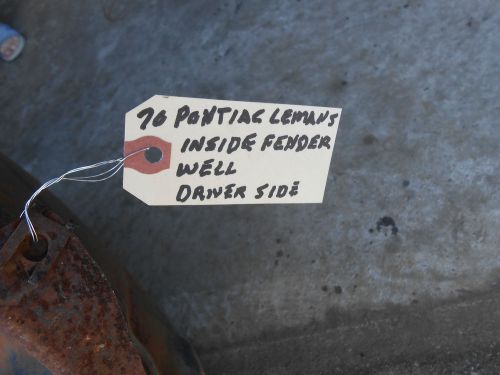 76 PONTIAC LEMANS
INSIDE FENDER
WELL
DRIVER SIDE